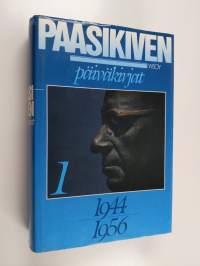 PAASIKIVEN
WSOY
päiväkirjat
1
1944
1956